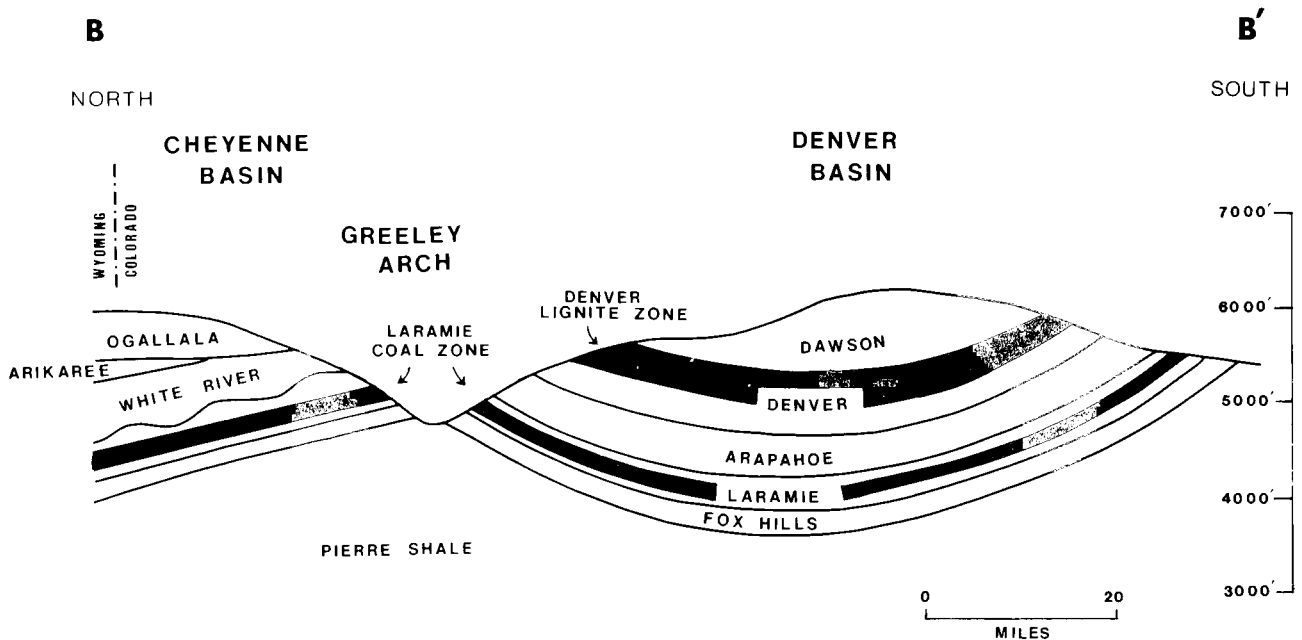 B
B′
NORTH
SOUTH
CHEYENNE
BASIN
DENVER
BASIN
WYOMING
COLORADO
GREELEY
ARCH
7000′
6000′
5000′
4000′
3000′
DENVER
LIGNITE ZONE
LARAMIE
COAL ZONE
OGALLALA
ARIKAREE
WHITE RIVER
DAWSON
DENVER
ARAPAHOE
LARAMIE
FOX HILLS
PIERRE SHALE
0 20
MILES